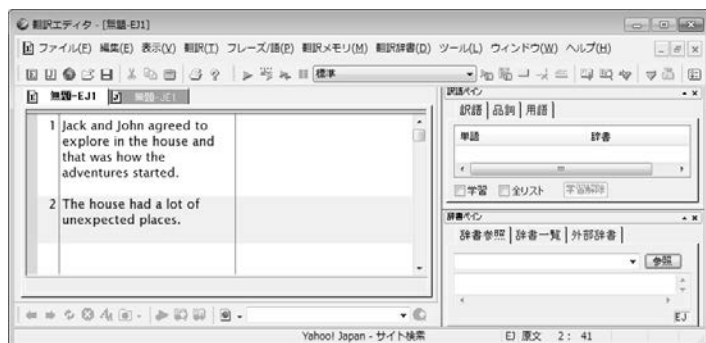 翻訳エディタ - [無題-EJ1]
ファイル(F) 編集(E) 表示(V) 翻訳(T) フレーズ/語(P) 翻訳メモリ(M) 翻訳辞書(D) ツール(L) ウィンドウ(W) ヘルプ(H)
標準
無題-EJ1 無題-JE1
1 Jack and John agreed to
explore in the house and
that was how the
adventures started.
2 The house had a lot of
unexpected places.
訳語ペイン
訳語 品詞 用語
単語 辞書
学習 全リスト 学習解除
辞書ペイン
辞書参照 辞書一覧 外部辞書
参照
EJ
Yahoo! Japan - サイト検索 EJ 原文 2: 41